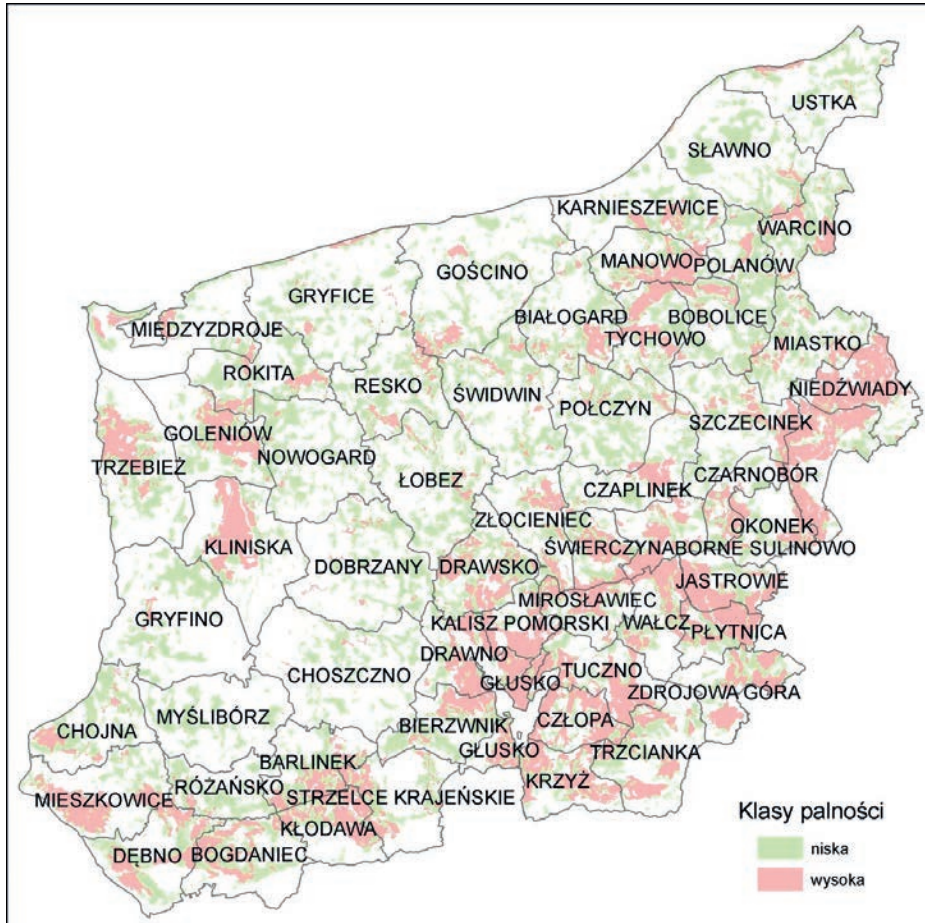 USTKA
SŁAWNO
KARNIESZEWICE
WARCINO
MANOWO
POLANÓW
GOŚCINO
GRYFICE
BIAŁOGARD
BOBOLICE
MIĘDZYZDROJE
TYCHOWO
MIASTKO
ROKITA
RESKO
ŚWIDWIN
POŁCZYN
NIEDŹWIADY
SZCZECINEK
GOLENIÓW
NOWOGARD
TRZEBIEŻ
ŁOBEZ
CZAPLINEK
CZARNOBÓR
ZŁOCIENIEC
OKONEK
KLINISKA
ŚWIERCZYNA
BORNE SULINOWO
DOBRZANY
DRAWSKO
JASTROWIE
MIROSŁAWIEC
GRYFINO
KALISZ POMORSKI
WAŁCZ
PŁYTNICA
DRAWNO
CHOSZCZNO
TUCZNO
GŁUSKO
ZDROJOWA GÓRA
CHOJNA
MYŚLIBÓRZ
BIERZWNIK
CZŁOPA
GŁUSKO
TRZCIANKA
BARLINEK
RÓŻAŃSKO
KRZYŻ
MIESZKOWICE
STRZELCE KRAJEŃSKIE
KŁODAWA
DĘBNO
BOGDANIEC
Klasy palności
niska
wysoka